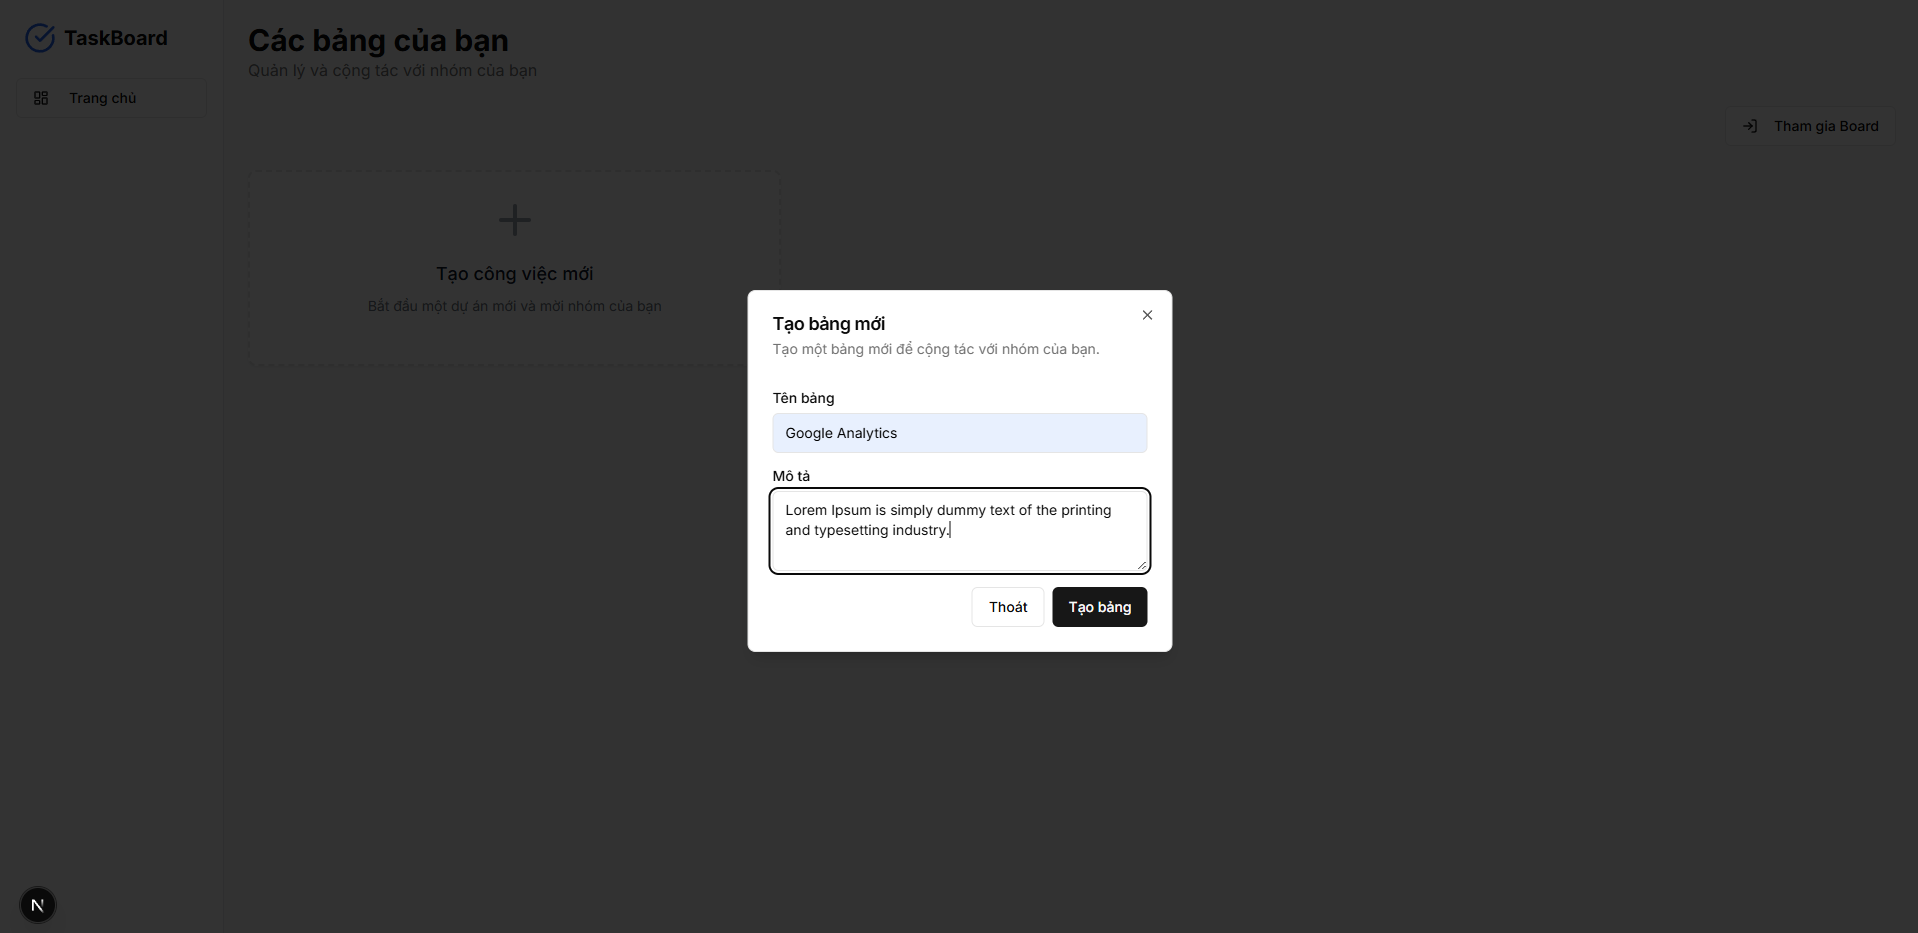 TaskBoard
Trang chủ
Các bảng của bạn
Quản lý và cộng tác với nhóm của bạn
Tham gia Board
Tạo công việc mới
Bắt đầu một dự án mới và mời nhóm của bạn
Tạo bảng mới
Tạo một bảng mới để cộng tác với nhóm của bạn.
Tên bảng
Google Analytics
Mô tả
Lorem Ipsum is simply dummy text of the printing
and typesetting industry.
Thoát
Tạo bảng
N